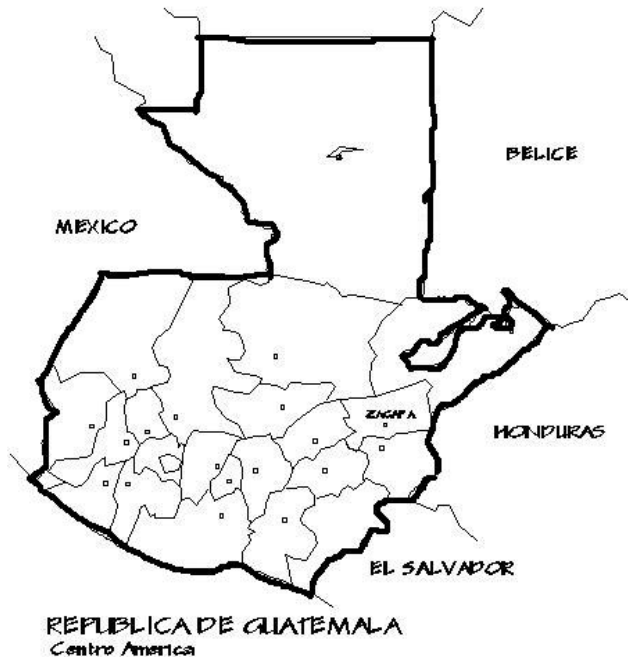 BELICE
MEXICO
ZACAPA
HONDURAS
EL SALVADOR
REPUBLICA DE GUATEMALA
Centro America